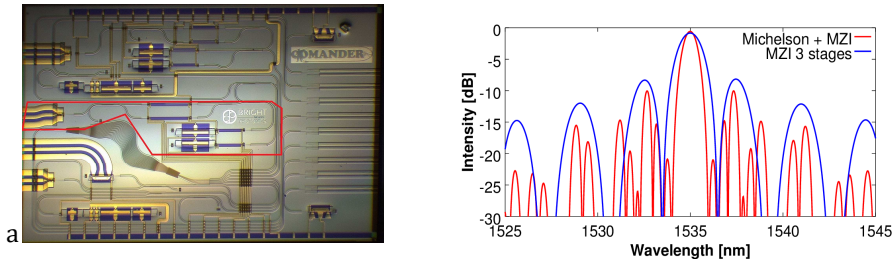 a
OMANDER
BRIGHT
Michelson + MZI
MZI 3 stages
Intensity [dB]
0
-5
-10
-15
-20
-25
-30
1525
1530
1535
1540
1545
Wavelength [nm]